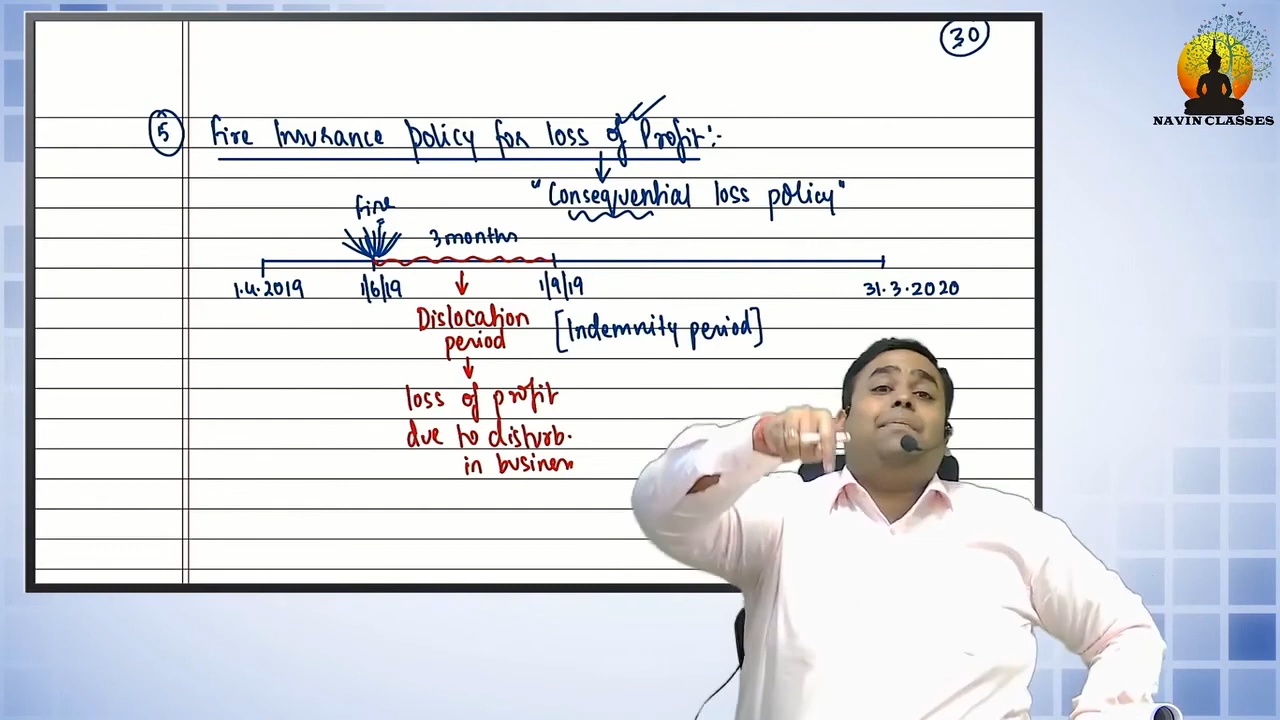 30
5 Fire Insurance policy for loss of Profit:-
"Consequential loss policy"
fire
3 months
1.4.2019 1/6/19 1/9/19 31.3.2020
Dislocation period
[Indemnity period]
loss of profit
due to disturb.
in busines
NAVIN CLASSES